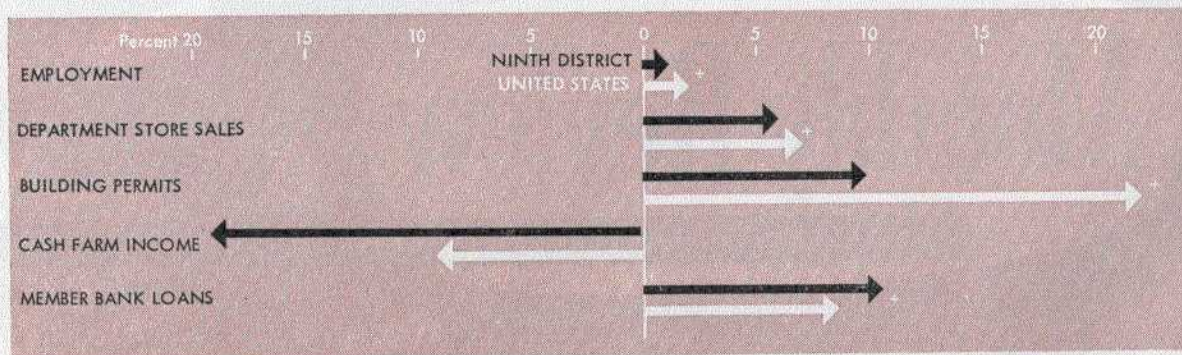 Percent 20 15 10 5 0 5 10 15 20
EMPLOYMENT
NINTH DISTRICT
UNITED STATES
+
DEPARTMENT STORE SALES
+
BUILDING PERMITS
+
CASH FARM INCOME
MEMBER BANK LOANS
+